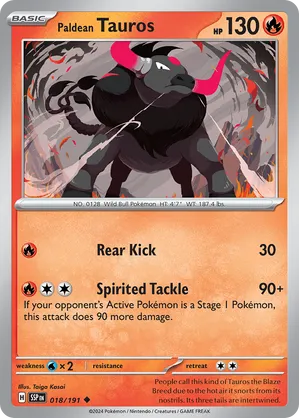 BASIC
Paldean Tauros HP 130
NO. 0128 Wild Bull Pokémon HT: 4'7" WT: 187.4 lbs
Rear Kick 30
Spirited Tackle 90+
If your opponent's Active Pokémon is a Stage 1 Pokémon,
this attack does 90 more damage.
weakness ×2 resistance retreat
Illus. Taiga Kasai
H SSP EN 018/191
People call this kind of Tauros the Blaze
Breed due to the hot air it snorts from its
nostrils. Its three tails are intertwined.
©2024 Pokémon / Nintendo / Creatures / GAME FREAK